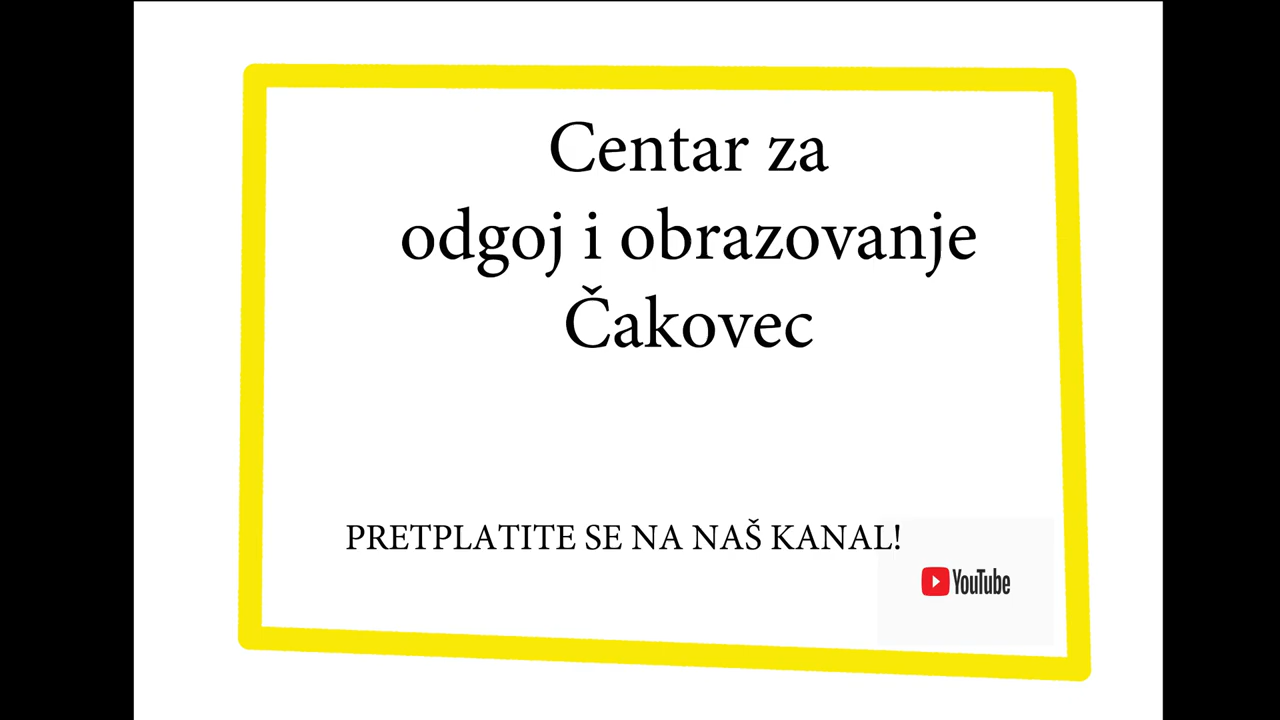 Centar za
odgoj i obrazovanje
Čakovec
PRETPLATITE SE NA NAŠ KANAL!
YouTube